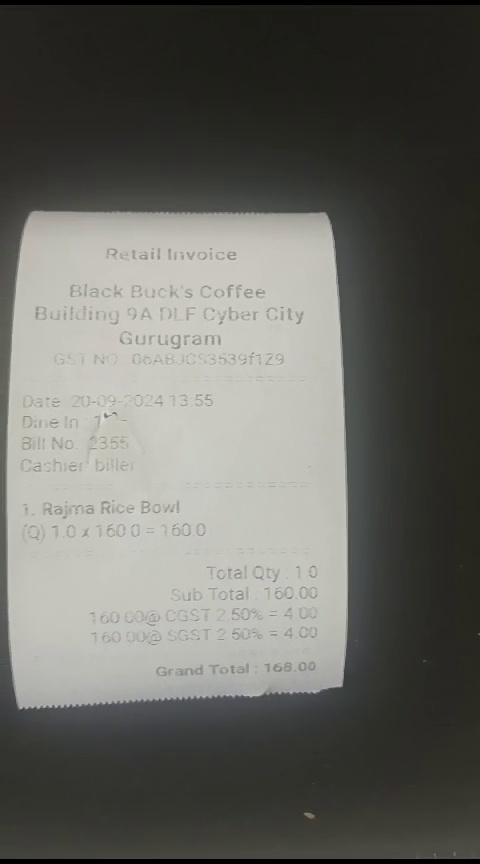 Retail Invoice
Black Buck's Coffee
Building 9A DLF Cyber City
Gurugram
GST NO
Date 20-09-2024 13:55
Dine In
Bill No. 2355
Cashier biller
1. Rajma Rice Bowl
(Q) 1.0 x 160.0 = 160.0
Total Qty : 1.0
Sub Total : 160.00
160.00@ CGST 2.50% = 4.00
160.00@ SGST 2.50% = 4.00
Grand Total : 168.00